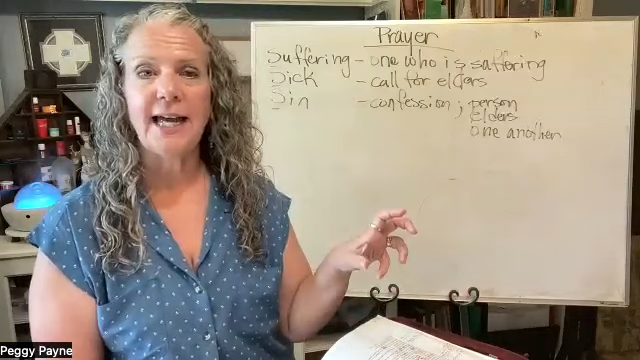 Prayer
Suffering - one who is suffering
Sick - call for elders
Sin - confession ; person
elders
one another
Peggy Payne